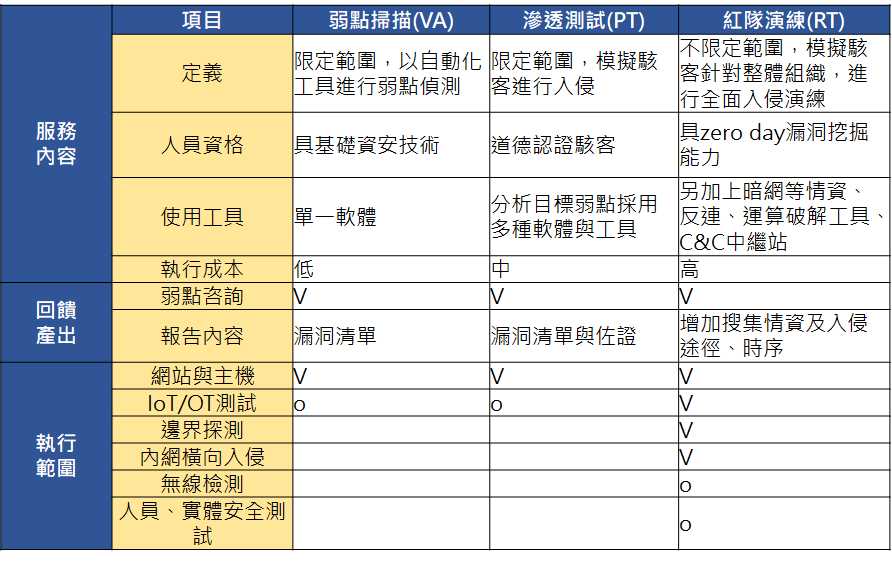 項目
弱點掃描(VA)
滲透測試(PT)
紅隊演練(RT)
服務
內容
定義
限定範圍，以自動化
工具進行弱點偵測
限定範圍，模擬駭
客進行入侵
不限定範圍，模擬駭
客針對整體組織，進
行全面入侵演練
人員資格
具基礎資安技術
道德認證駭客
具zero day漏洞挖掘
能力
使用工具
單一軟體
分析目標弱點採用
多種軟體與工具
另加上暗網等情資、
反連、運算破解工具、
C&C中繼站
執行成本
低
中
高
回饋
產出
弱點咨詢
V
V
V
報告內容
漏洞清單
漏洞清單與佐證
增加搜集情資及入侵
途徑、時序
執行
範圍
網站與主機
V
V
V
IoT/OT測試
o
o
V
邊界探測
V
內網橫向入侵
V
無線檢測
o
人員、實體安全測
試
o